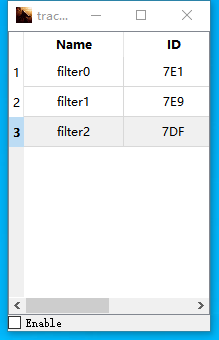 trac...
Name ID
1 filter0 7E1
2 filter1 7E9
3 filter2 7DF
Enable